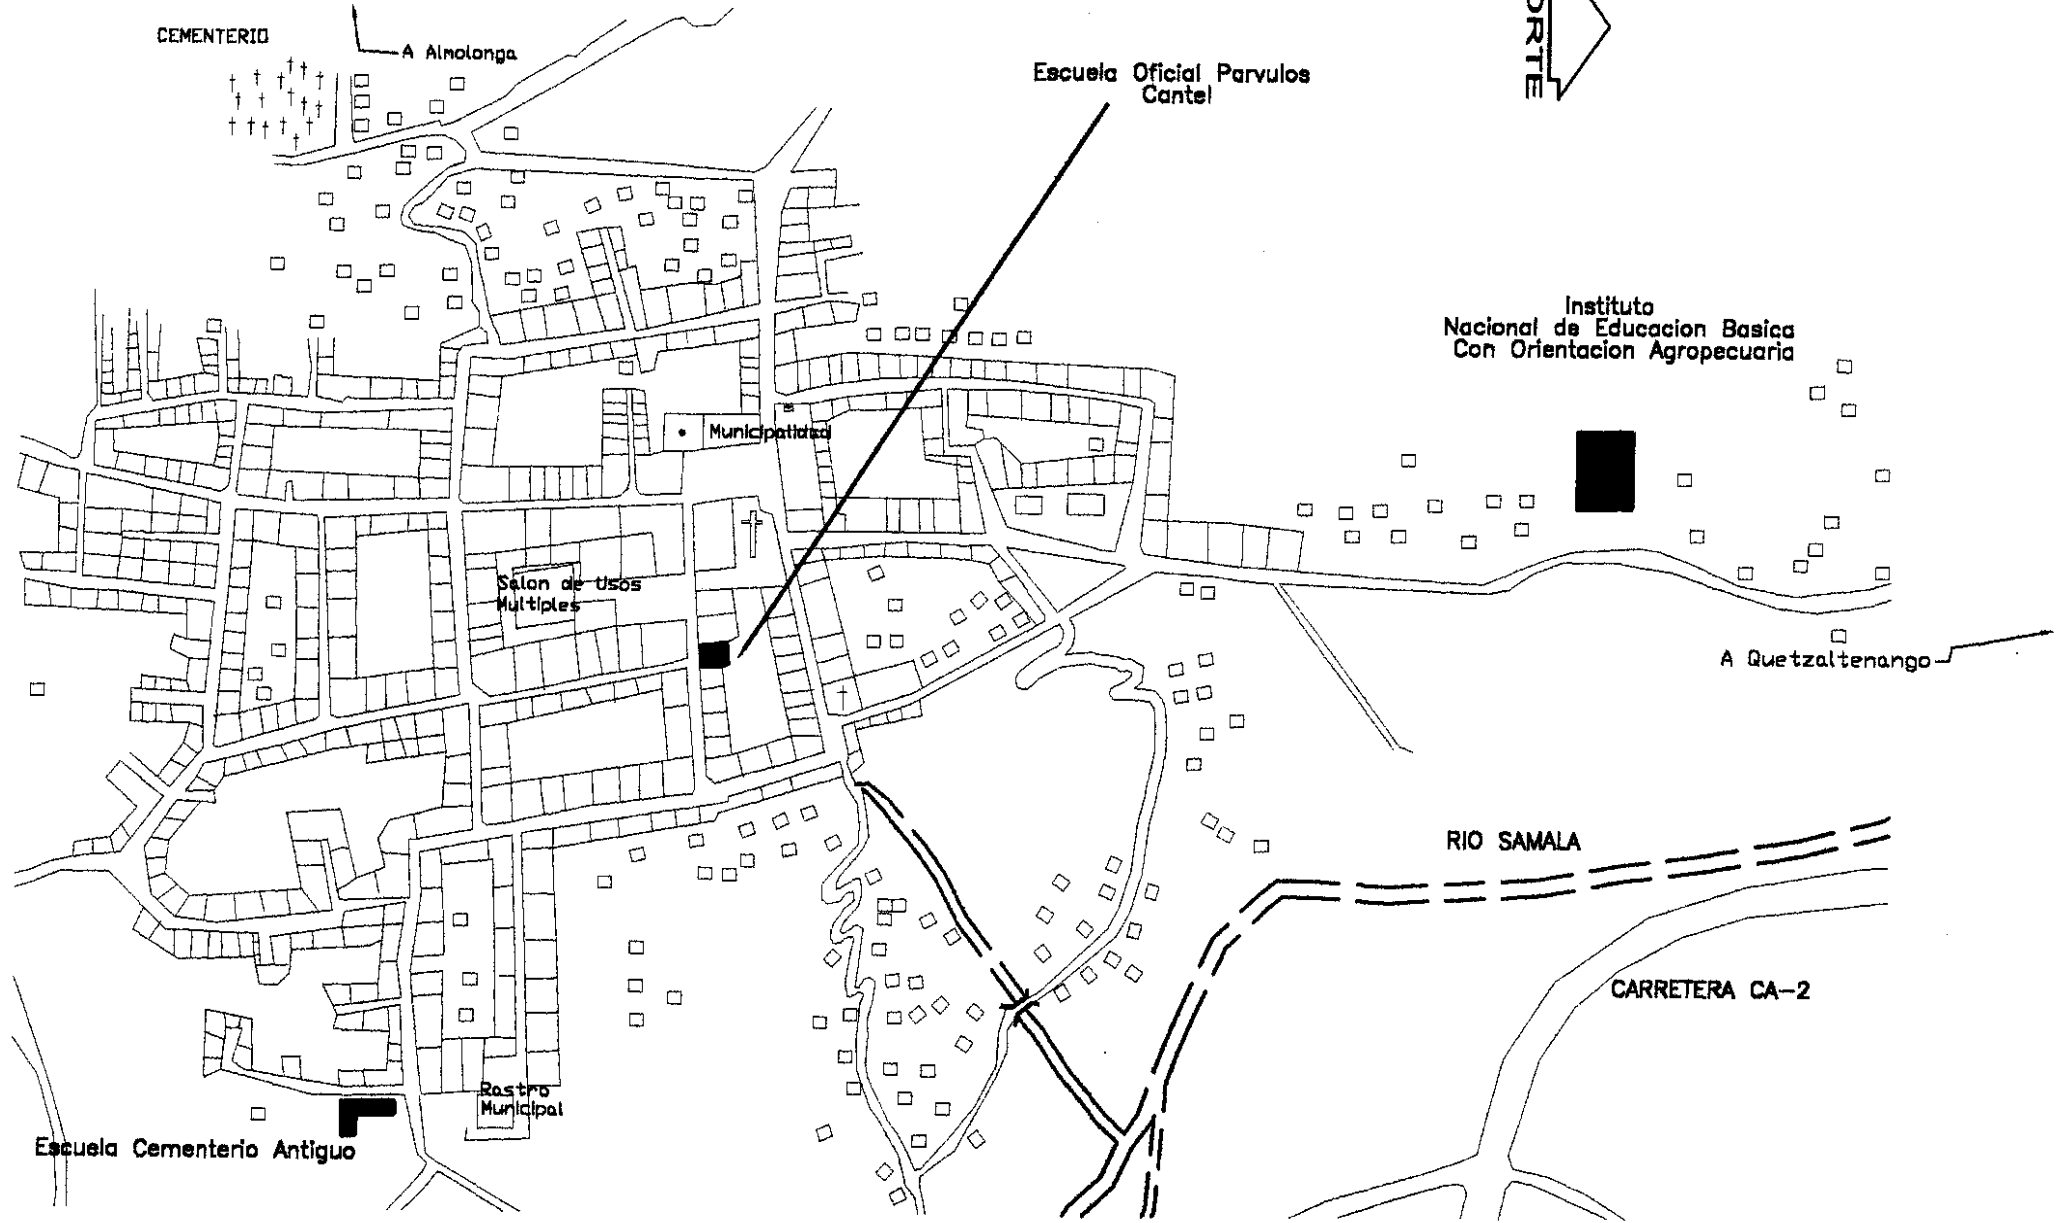 CEMENTERIO
A Almolonga
Escuela Oficial Parvulos
Cantel
ORTE
Instituto
Nacional de Educacion Basica
Con Orientacion Agropecuaria
Municipalidad
Salon de Usos
Multiples
A Quetzaltenango
RIO SAMALA
CARRETERA CA-2
Rastro
Municipal
Escuela Cementerio Antiguo